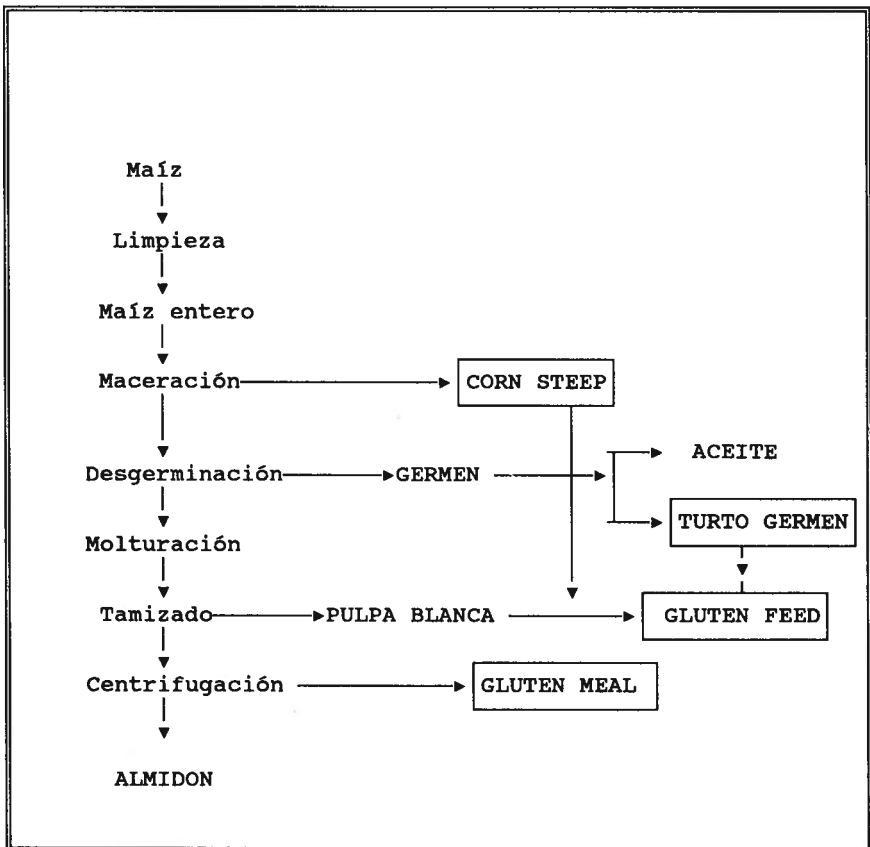 Maíz
Limpieza
Maíz entero
Maceración CORN STEEP
ACEITE
Desgerminación GERMEN
TURTO GERMEN
Molturación
Tamizado PULPA BLANCA GLUTEN FEED
Centrifugación GLUTEN MEAL
ALMIDON